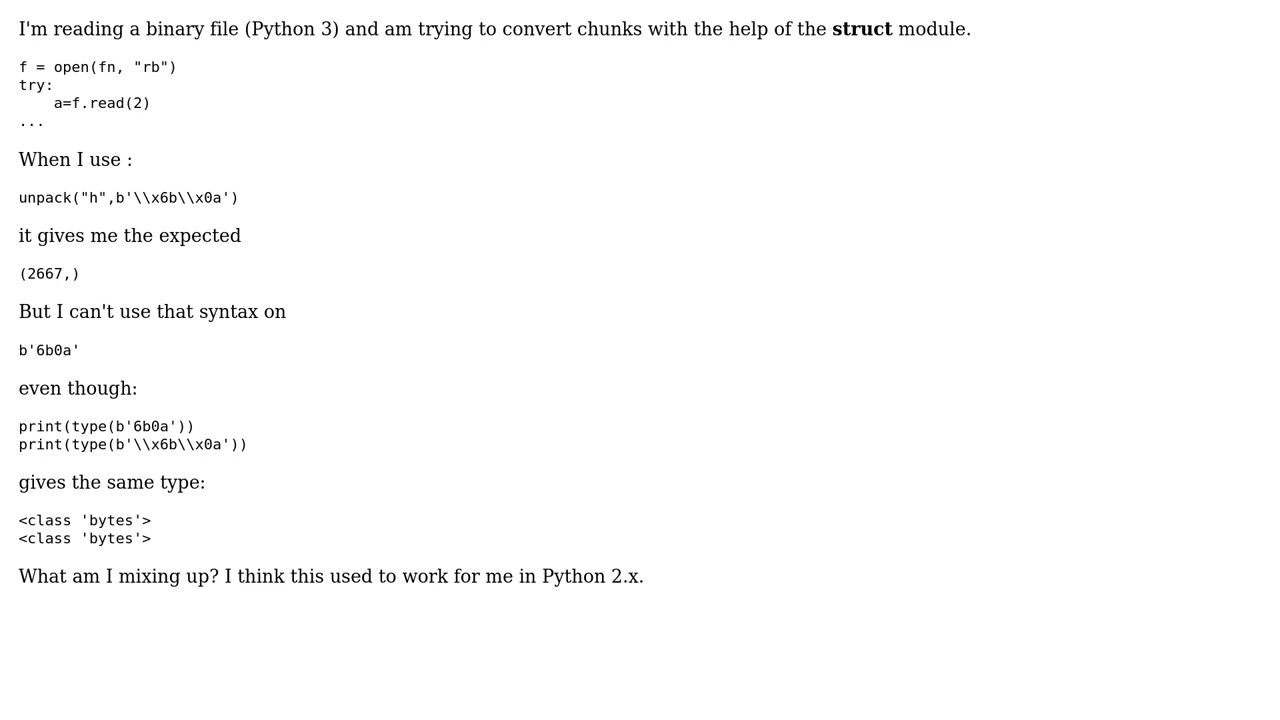 I'm reading a binary file (Python 3) and am trying to convert chunks with the help of the struct module.
f = open(fn, "rb")
try:
    a=f.read(2)
...
When I use :
unpack("h",b'\\x6b\\x0a')
it gives me the expected
(2667,)
But I can't use that syntax on
b'6b0a'
even though:
print(type(b'6b0a'))
print(type(b'\\x6b\\x0a'))
gives the same type:
<class 'bytes'>
<class 'bytes'>
What am I mixing up? I think this used to work for me in Python 2.x.